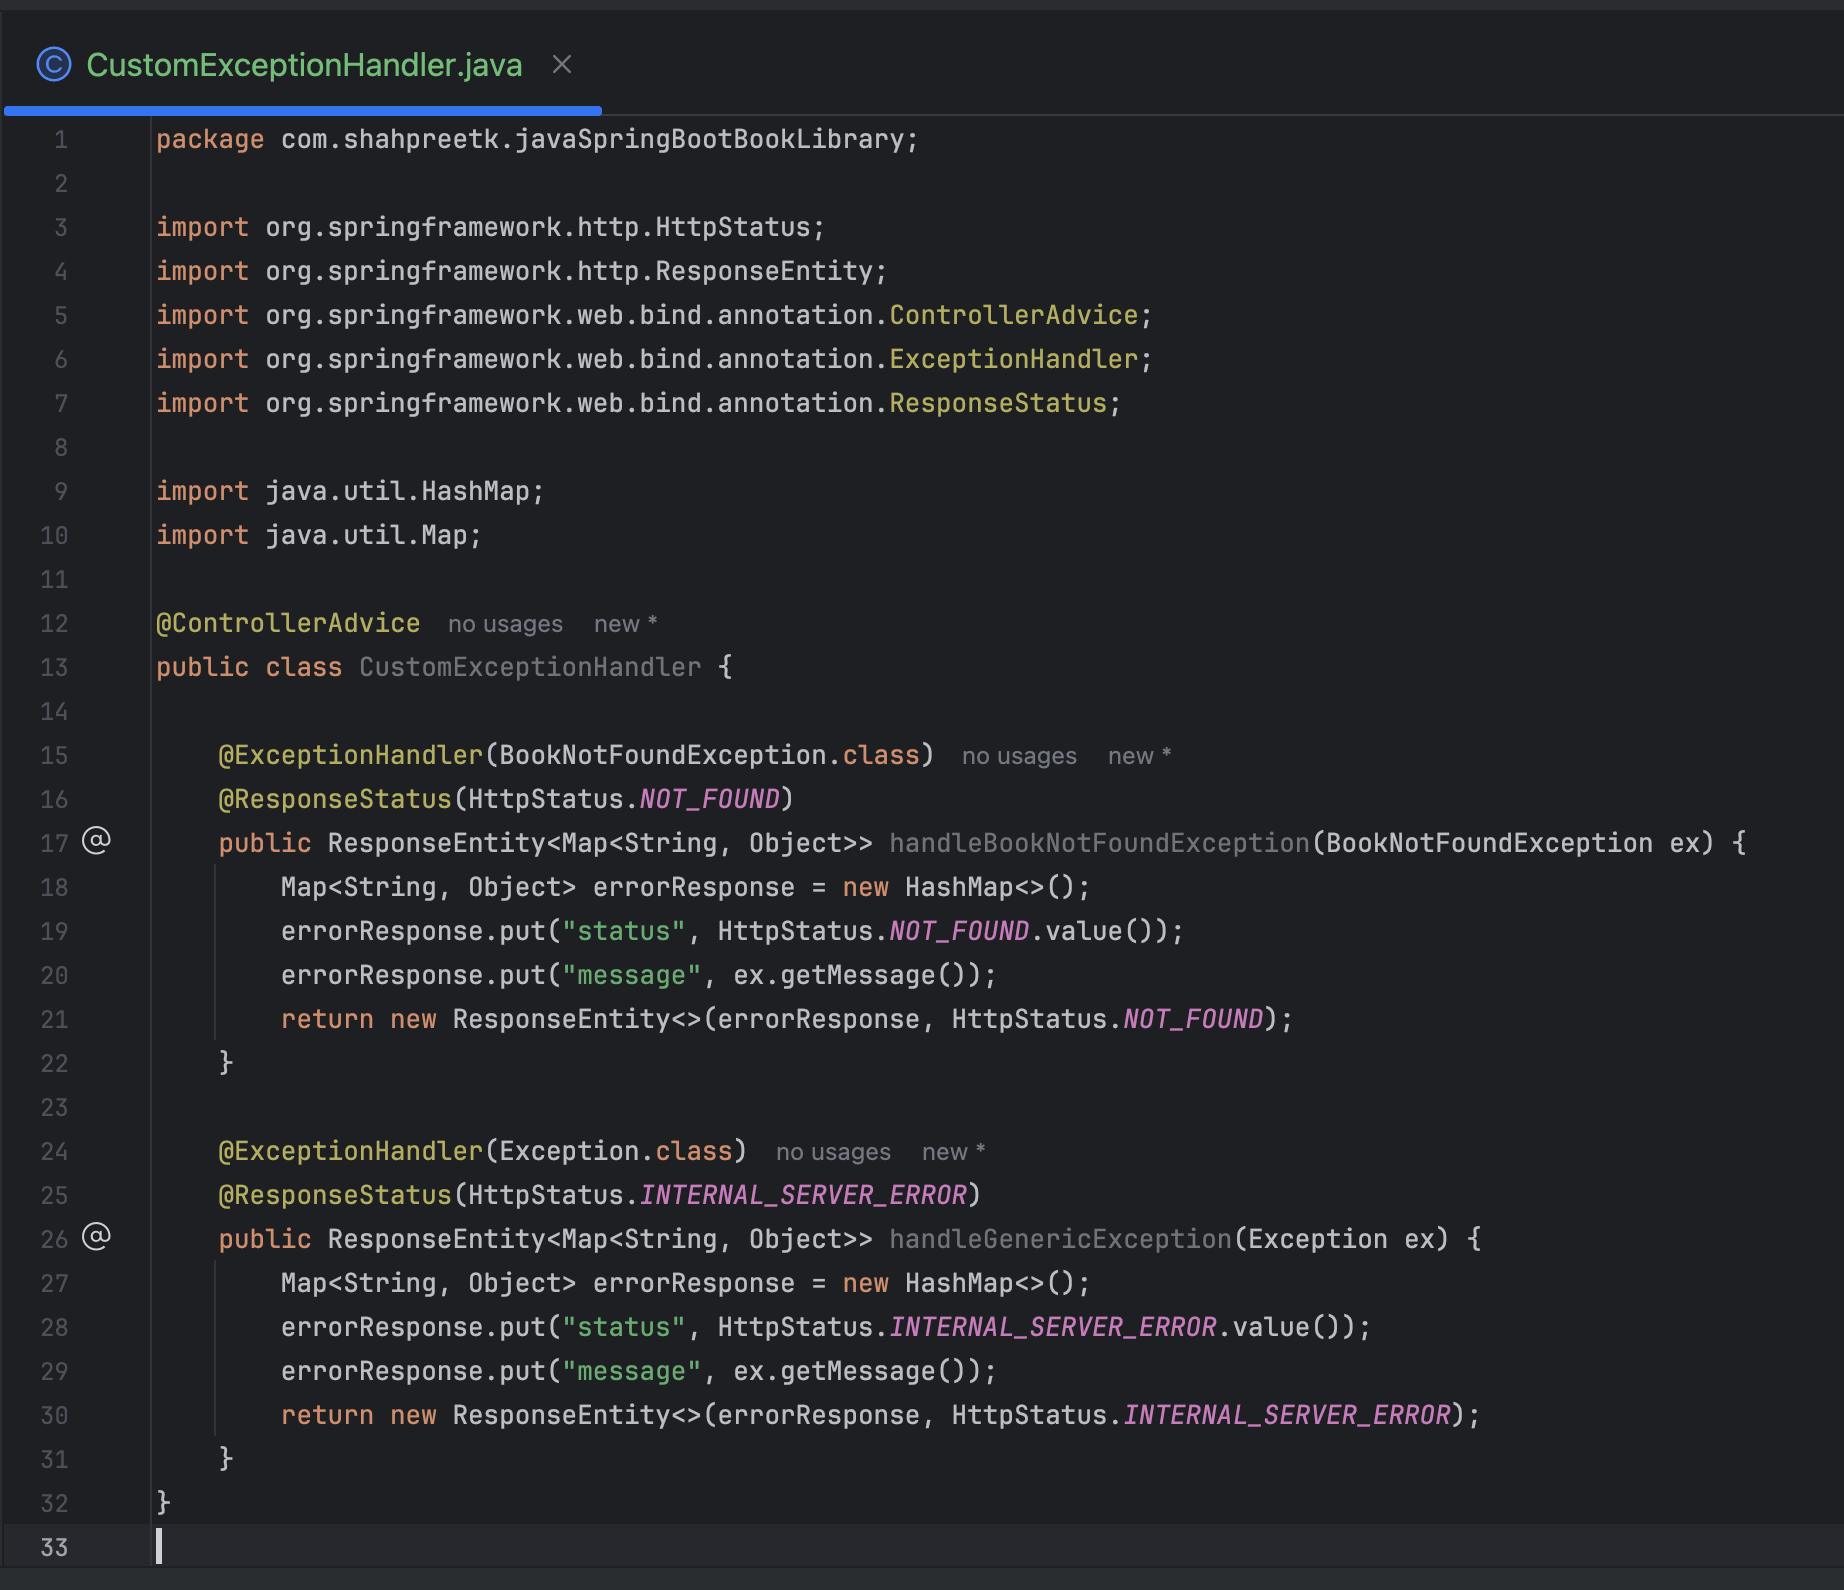 CustomExceptionHandler.java
1 package com.shahpreetk.javaSpringBootBookLibrary;
2
3 import org.springframework.http.HttpStatus;
4 import org.springframework.http.ResponseEntity;
5 import org.springframework.web.bind.annotation.ControllerAdvice;
6 import org.springframework.web.bind.annotation.ExceptionHandler;
7 import org.springframework.web.bind.annotation.ResponseStatus;
8
9 import java.util.HashMap;
10 import java.util.Map;
11
12 @ControllerAdvice no usages new *
13 public class CustomExceptionHandler {
14
15     @ExceptionHandler(BookNotFoundException.class) no usages new *
16     @ResponseStatus(HttpStatus.NOT_FOUND)
17     public ResponseEntity<Map<String, Object>> handleBookNotFoundException(BookNotFoundException ex) {
18         Map<String, Object> errorResponse = new HashMap<>();
19         errorResponse.put("status", HttpStatus.NOT_FOUND.value());
20         errorResponse.put("message", ex.getMessage());
21         return new ResponseEntity<>(errorResponse, HttpStatus.NOT_FOUND);
22     }
23
24     @ExceptionHandler(Exception.class) no usages new *
25     @ResponseStatus(HttpStatus.INTERNAL_SERVER_ERROR)
26     public ResponseEntity<Map<String, Object>> handleGenericException(Exception ex) {
27         Map<String, Object> errorResponse = new HashMap<>();
28         errorResponse.put("status", HttpStatus.INTERNAL_SERVER_ERROR.value());
29         errorResponse.put("message", ex.getMessage());
30         return new ResponseEntity<>(errorResponse, HttpStatus.INTERNAL_SERVER_ERROR);
31     }
32 }
33